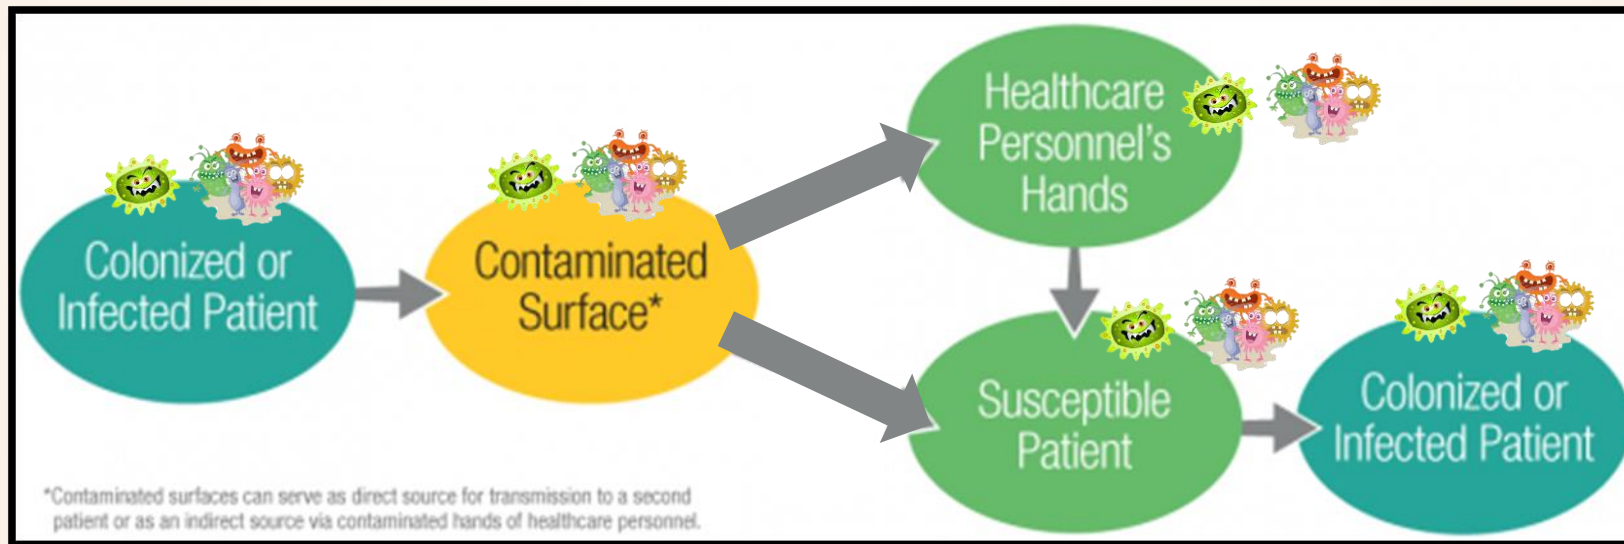 Colonized or
Infected Patient
Contaminated
Surface*
Healthcare
Personnel's
Hands
Susceptible
Patient
Colonized or
Infected Patient
*Contaminated surfaces can serve as direct source for transmission to a second
patient or as an indirect source via contaminated hands of healthcare personnel.